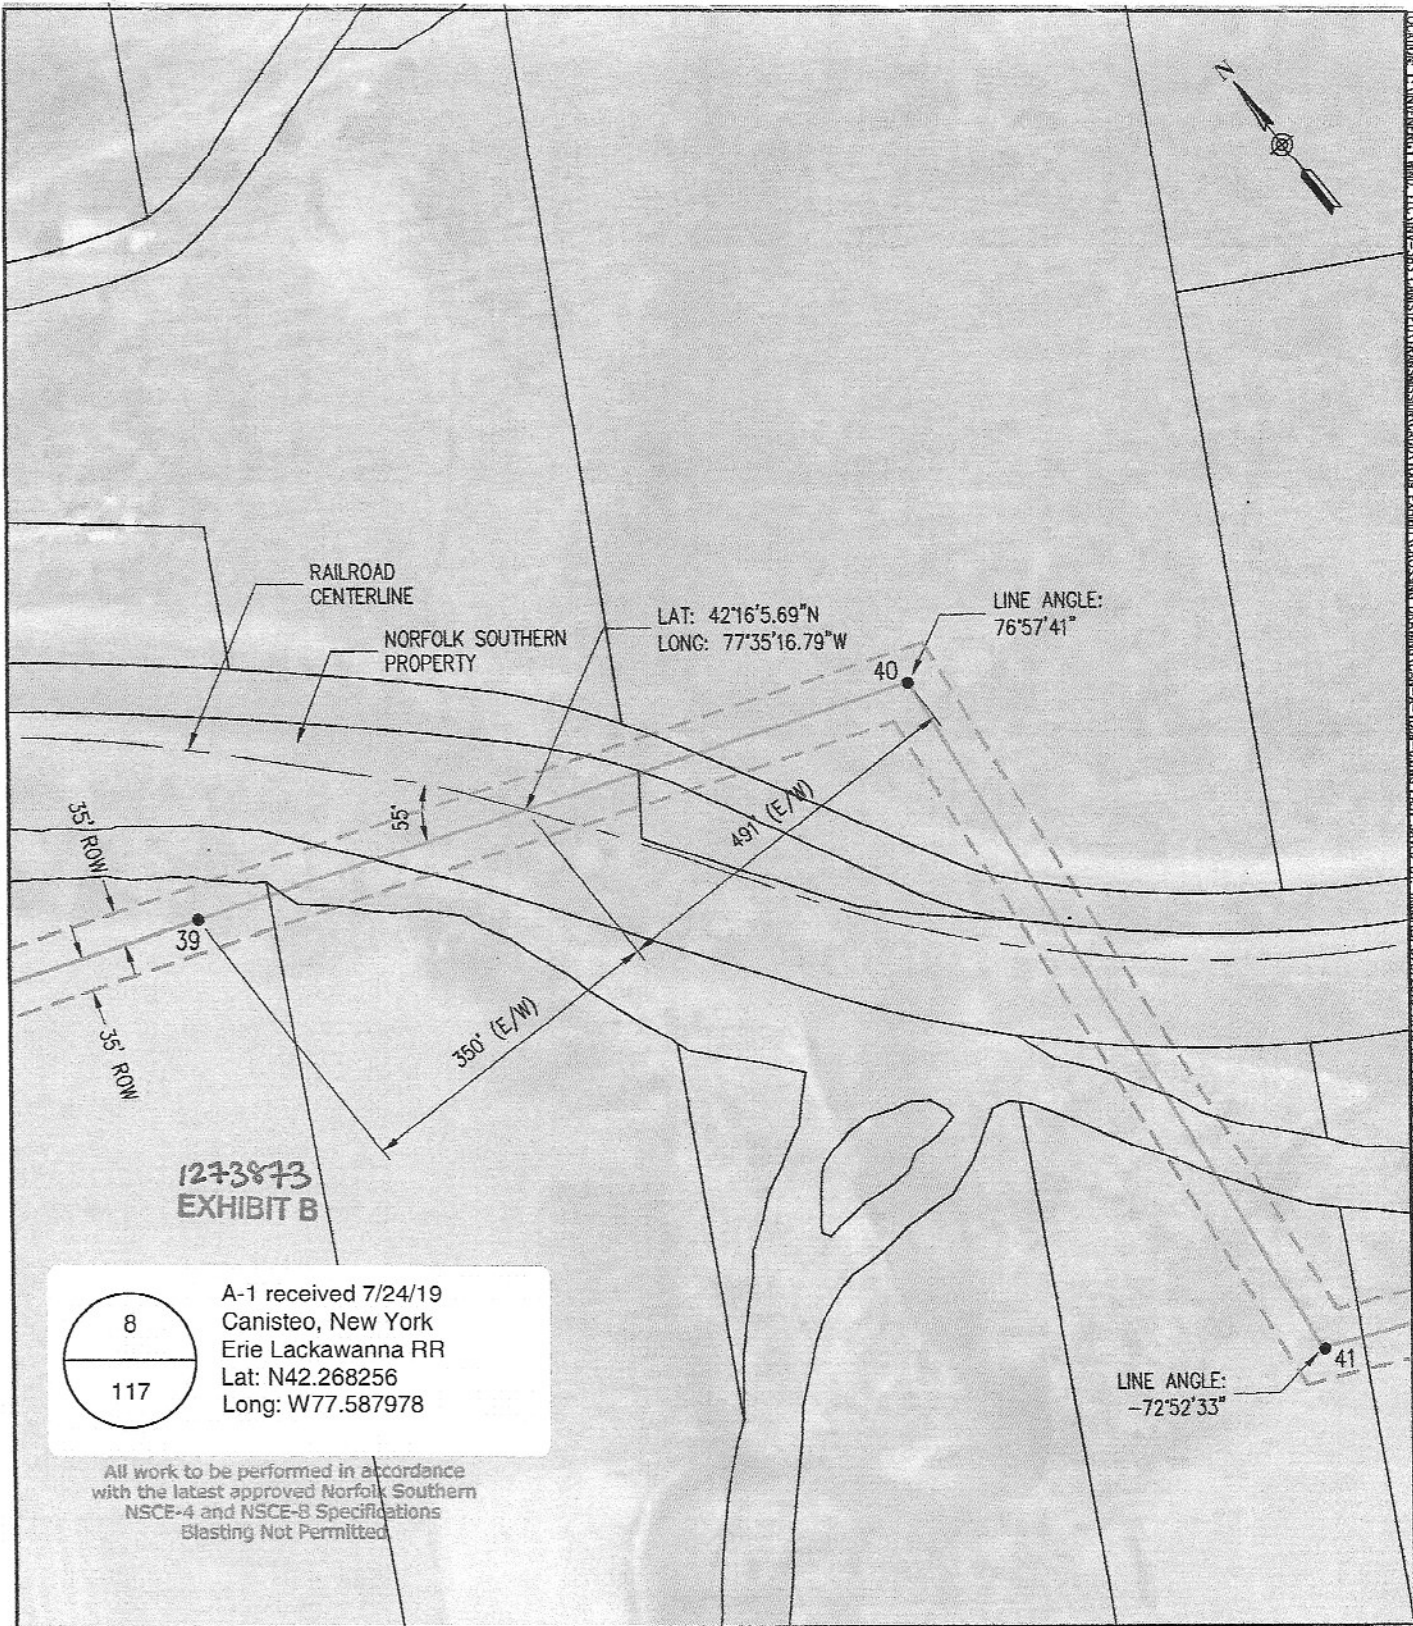 N
RAILROAD
CENTERLINE
NORFOLK SOUTHERN
PROPERTY
LAT: 42°16'5.69"N
LONG: 77°35'16.79"W
LINE ANGLE:
76°57'41"
40
35' ROW
55'
491' (E/W)
39
35' ROW
350' (E/W)
1273873
EXHIBIT B
8
117
A-1 received 7/24/19
Canisteo, New York
Erie Lackawanna RR
Lat: N42.268256
Long: W77.587978
41
LINE ANGLE:
-72°52'33"
All work to be performed in accordance
with the latest approved Norfolk Southern
NSCE-4 and NSCE-8 Specifications
Blasting Not Permitted